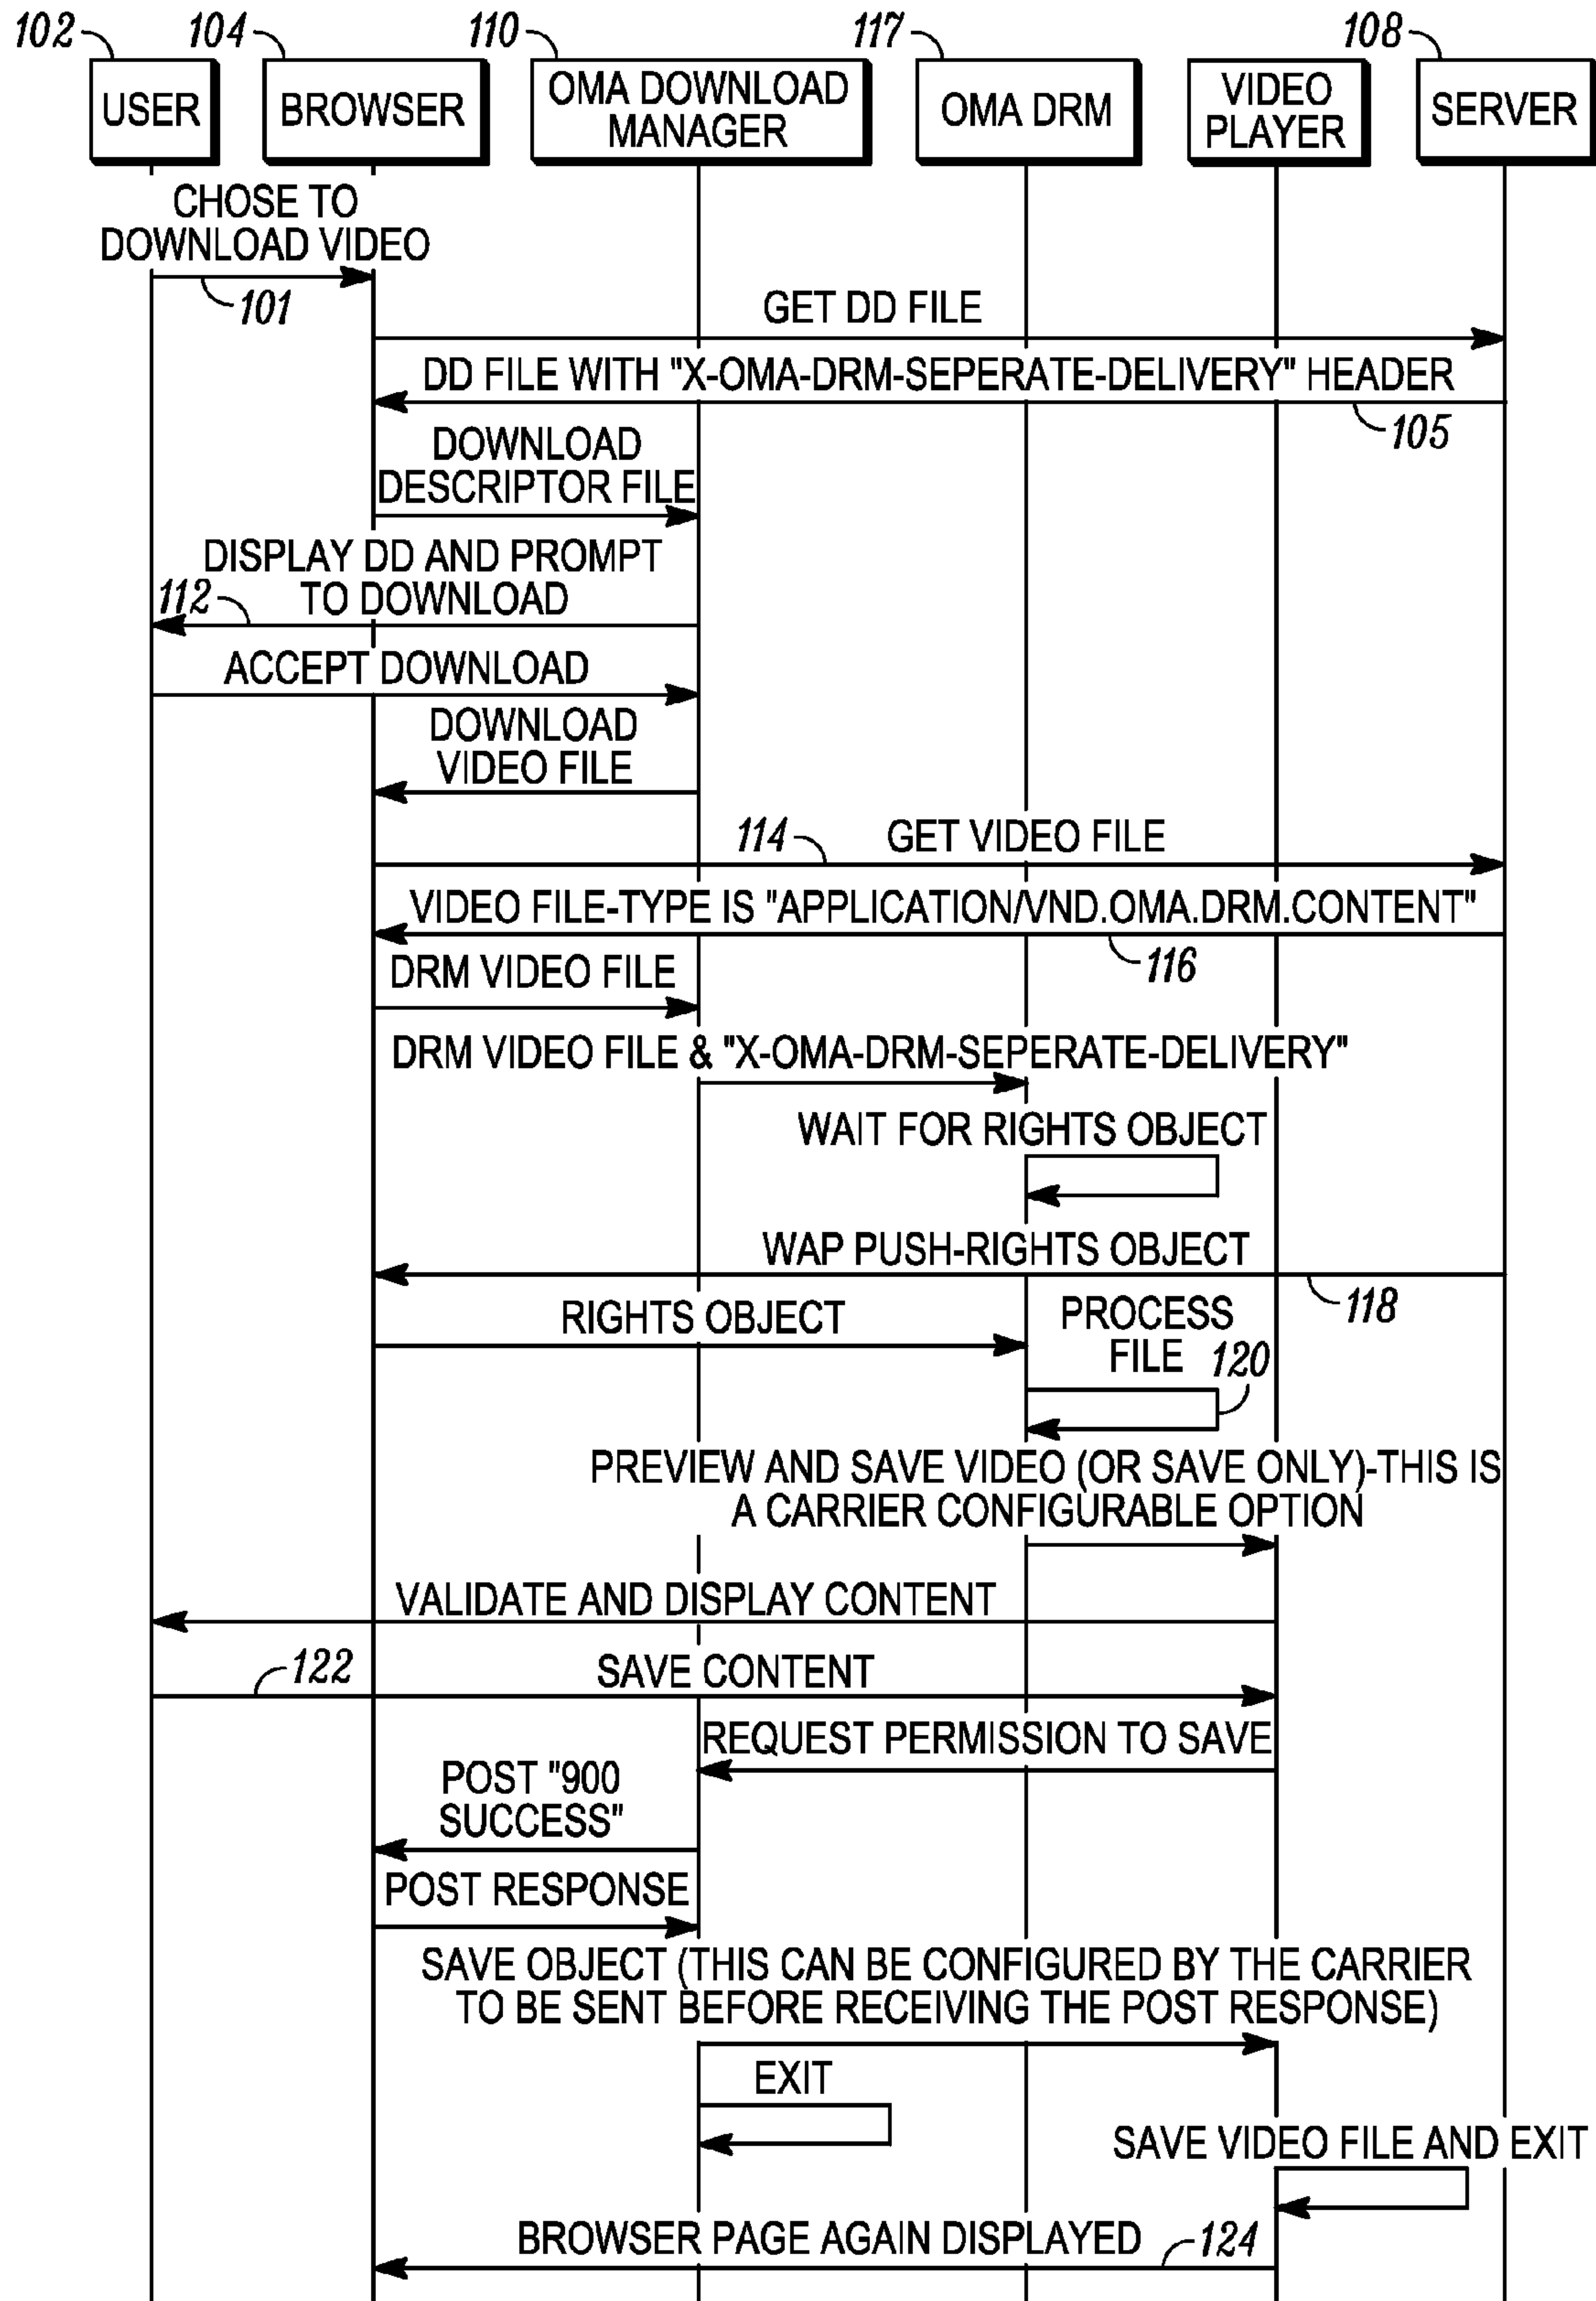 102 104 110 117 108
USER BROWSER OMA DOWNLOAD MANAGER OMA DRM VIDEO PLAYER SERVER
CHOSE TO
DOWNLOAD VIDEO
101
GET DD FILE
DD FILE WITH "X-OMA-DRM-SEPERATE-DELIVERY" HEADER
105
DOWNLOAD
DESCRIPTOR FILE
DISPLAY DD AND PROMPT
112 TO DOWNLOAD
ACCEPT DOWNLOAD
DOWNLOAD
VIDEO FILE
114 GET VIDEO FILE
VIDEO FILE-TYPE IS "APPLICATION/VND.OMA.DRM.CONTENT"
116
DRM VIDEO FILE
DRM VIDEO FILE & "X-OMA-DRM-SEPERATE-DELIVERY"
WAIT FOR RIGHTS OBJECT
WAP PUSH-RIGHTS OBJECT
118
RIGHTS OBJECT
PROCESS
FILE 120
PREVIEW AND SAVE VIDEO (OR SAVE ONLY)-THIS IS
A CARRIER CONFIGURABLE OPTION
VALIDATE AND DISPLAY CONTENT
122 SAVE CONTENT
REQUEST PERMISSION TO SAVE
POST "900
SUCCESS"
POST RESPONSE
SAVE OBJECT (THIS CAN BE CONFIGURED BY THE CARRIER
TO BE SENT BEFORE RECEIVING THE POST RESPONSE)
EXIT
SAVE VIDEO FILE AND EXIT
BROWSER PAGE AGAIN DISPLAYED 124